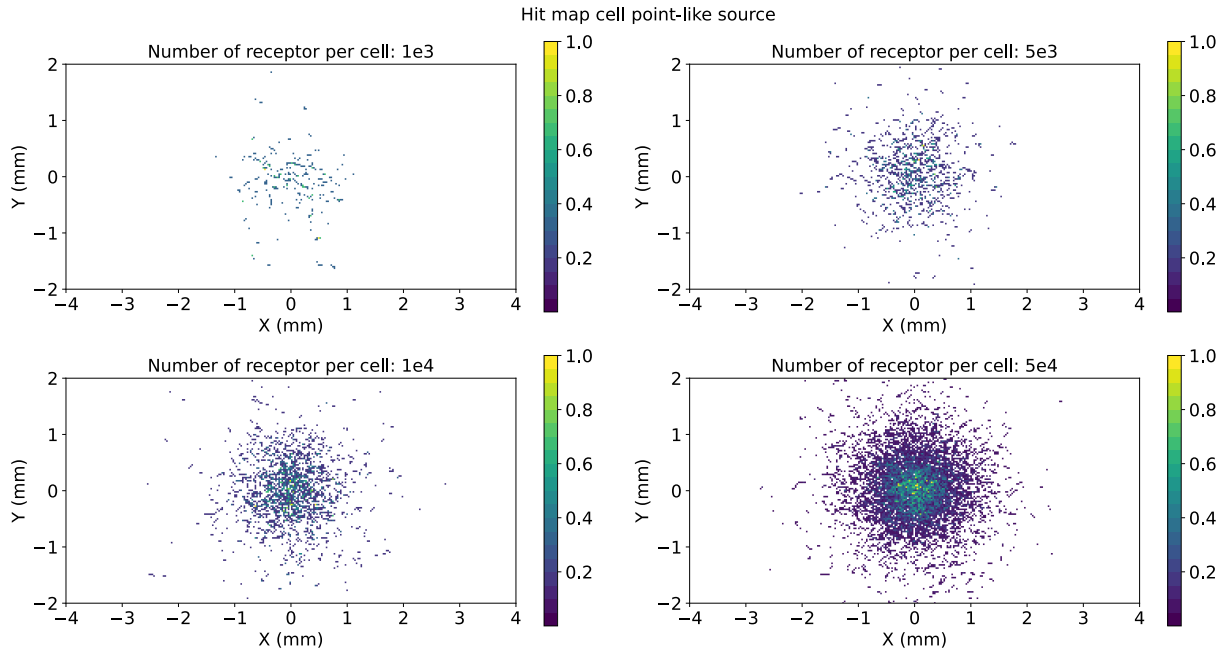 Hit map cell point-like source
Number of receptor per cell: 1e3
2
1
0
−1
−2
Y (mm)
−4 −3 −2 −1 0 1 2 3 4
X (mm)
1.0
0.8
0.6
0.4
0.2
Number of receptor per cell: 5e3
2
1
0
−1
−2
Y (mm)
−4 −3 −2 −1 0 1 2 3 4
X (mm)
1.0
0.8
0.6
0.4
0.2
Number of receptor per cell: 1e4
2
1
0
−1
−2
Y (mm)
−4 −3 −2 −1 0 1 2 3 4
X (mm)
1.0
0.8
0.6
0.4
0.2
Number of receptor per cell: 5e4
2
1
0
−1
−2
Y (mm)
−4 −3 −2 −1 0 1 2 3 4
X (mm)
1.0
0.8
0.6
0.4
0.2